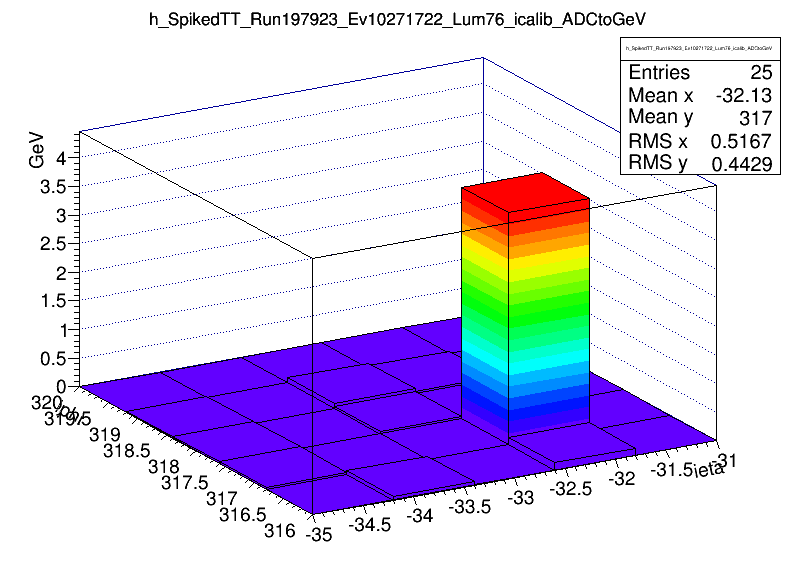 h_SpikedTT_Run197923_Ev10271722_Lum76_icalib_ADCtoGeV
h_SpikedTT_Run197923_Ev10271722_Lum76_icalib_ADCtoGeV
Entries 25
Mean x -32.13
Mean y 317
RMS x 0.5167
RMS y 0.4429
GeV
4
3.5
3
2.5
2
1.5
1
0.5
0
320
319.5
iphi
319
318.5
318
317.5
317
316.5
316
-35
-34.5
-34
-33.5
-33
-32.5
-32
-31.5
-31
ieta